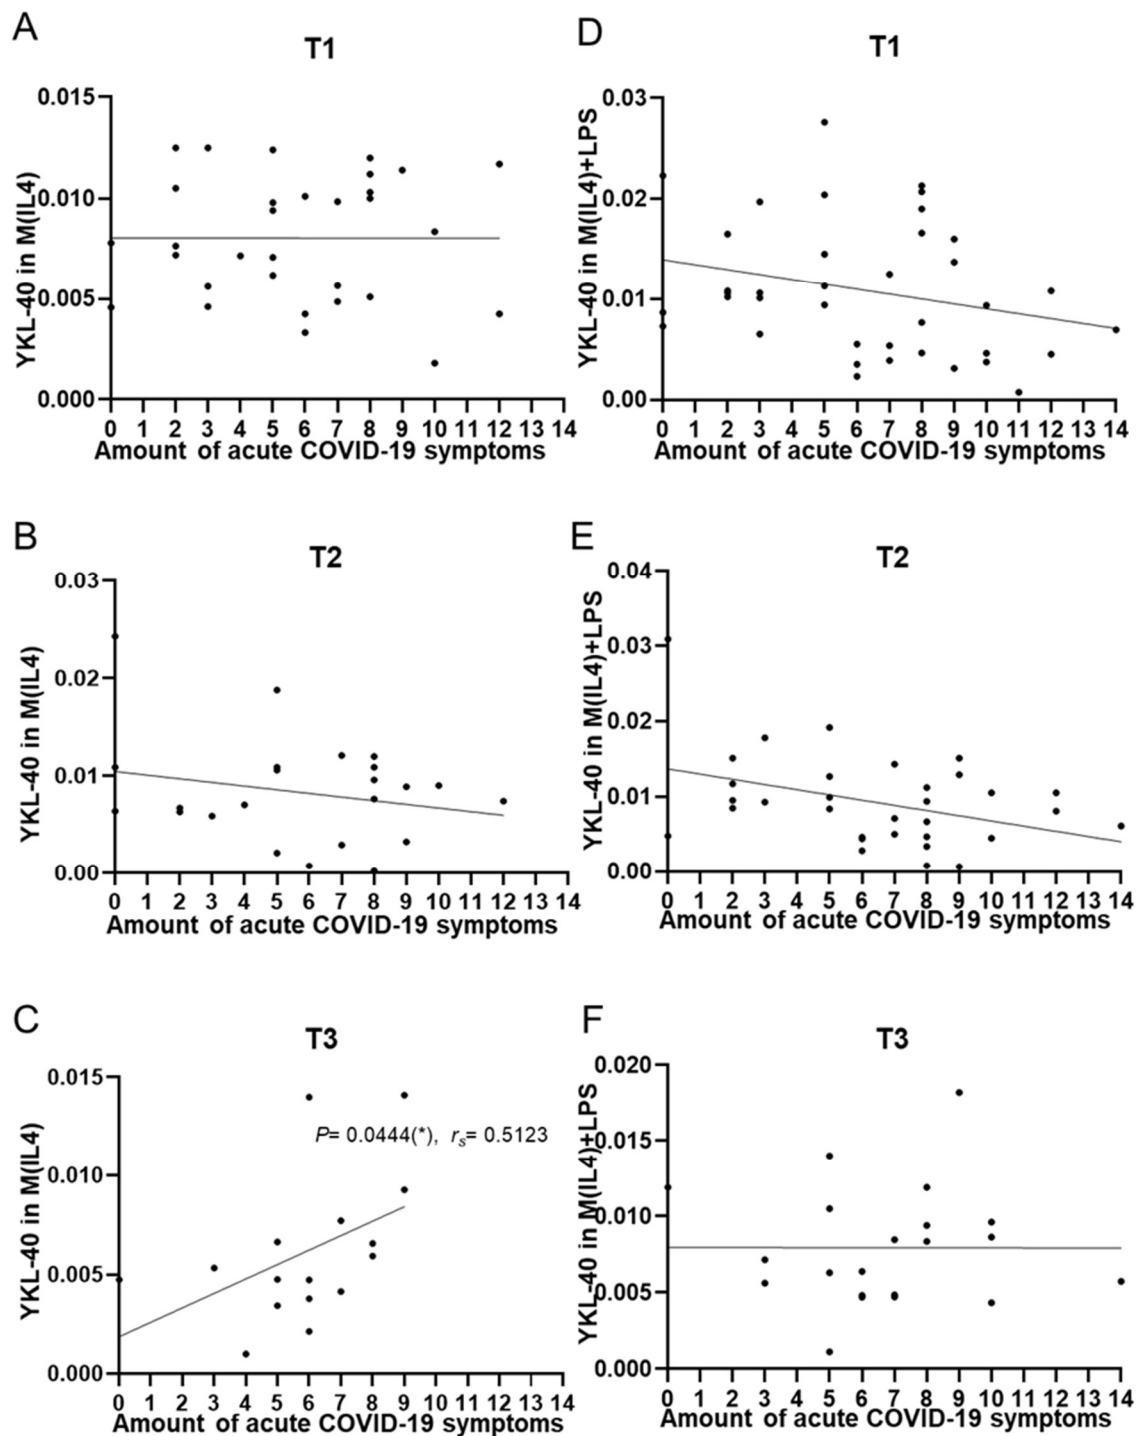 A
T1
YKL-40 in M(IL4)
0.015
0.010
0.005
0.000
0 1 2 3 4 5 6 7 8 9 10 11 12 13 14
Amount of acute COVID-19 symptoms
D
T1
YKL-40 in M(IL4)+LPS
0.03
0.02
0.01
0.00
0 1 2 3 4 5 6 7 8 9 10 11 12 13 14
Amount of acute COVID-19 symptoms
B
T2
YKL-40 in M(IL4)
0.03
0.02
0.01
0.00
0 1 2 3 4 5 6 7 8 9 10 11 12 13 14
Amount of acute COVID-19 symptoms
E
T2
YKL-40 in M(IL4)+LPS
0.04
0.03
0.02
0.01
0.00
0 1 2 3 4 5 6 7 8 9 10 11 12 13 14
Amount of acute COVID-19 symptoms
C
T3
YKL-40 in M(IL4)
0.015
0.010
0.005
0.000
P= 0.0444(*), rs= 0.5123
0 1 2 3 4 5 6 7 8 9 10 11 12 13 14
Amount of acute COVID-19 symptoms
F
T3
YKL-40 in M(IL4)+LPS
0.020
0.015
0.010
0.005
0.000
0 1 2 3 4 5 6 7 8 9 10 11 12 13 14
Amount of acute COVID-19 symptoms